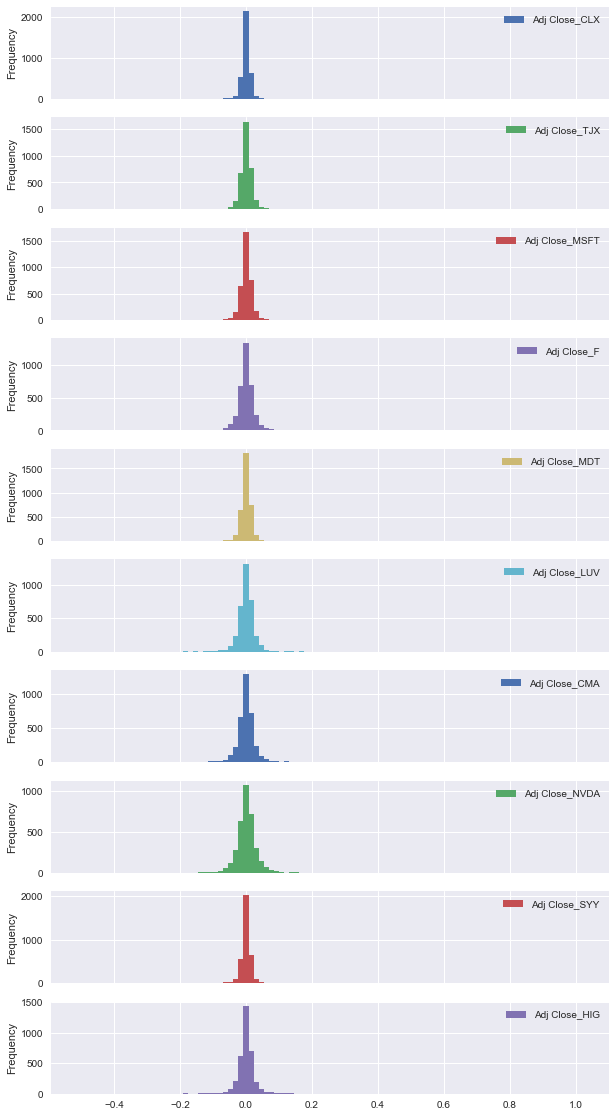 2000
Adj Close_CLX
Frequency
1000
0
1500
Adj Close_TJX
Frequency
1000
500
0
1500
Adj Close_MSFT
Frequency
1000
500
0
Adj Close_F
Frequency
1000
500
0
1500
Adj Close_MDT
Frequency
1000
500
0
Adj Close_LUV
Frequency
1000
500
0
Adj Close_CMA
Frequency
1000
500
0
1000
Adj Close_NVDA
Frequency
500
0
2000
Adj Close_SYY
Frequency
1000
0
1500
Adj Close_HIG
Frequency
1000
500
0
−0.4 −0.2 0.0 0.2 0.4 0.6 0.8 1.0